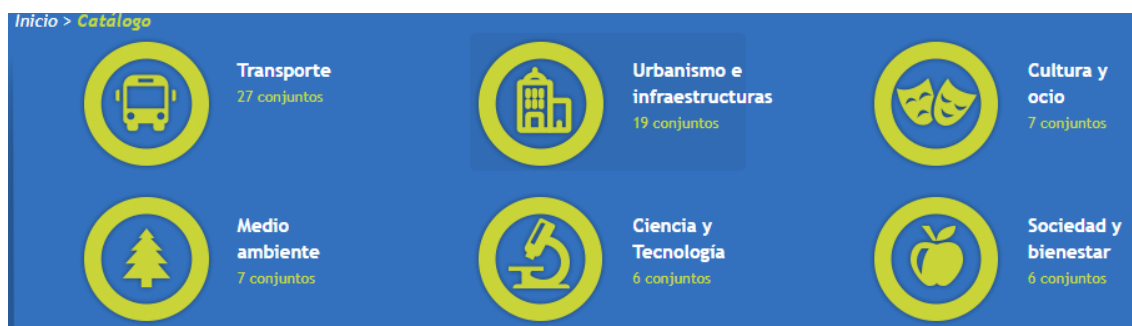 Inicio > Catálogo
Transporte
27 conjuntos
Urbanismo e
infraestructuras
19 conjuntos
Cultura y
ocio
7 conjuntos
Medio
ambiente
7 conjuntos
Ciencia y
Tecnología
6 conjuntos
Sociedad y
bienestar
6 conjuntos